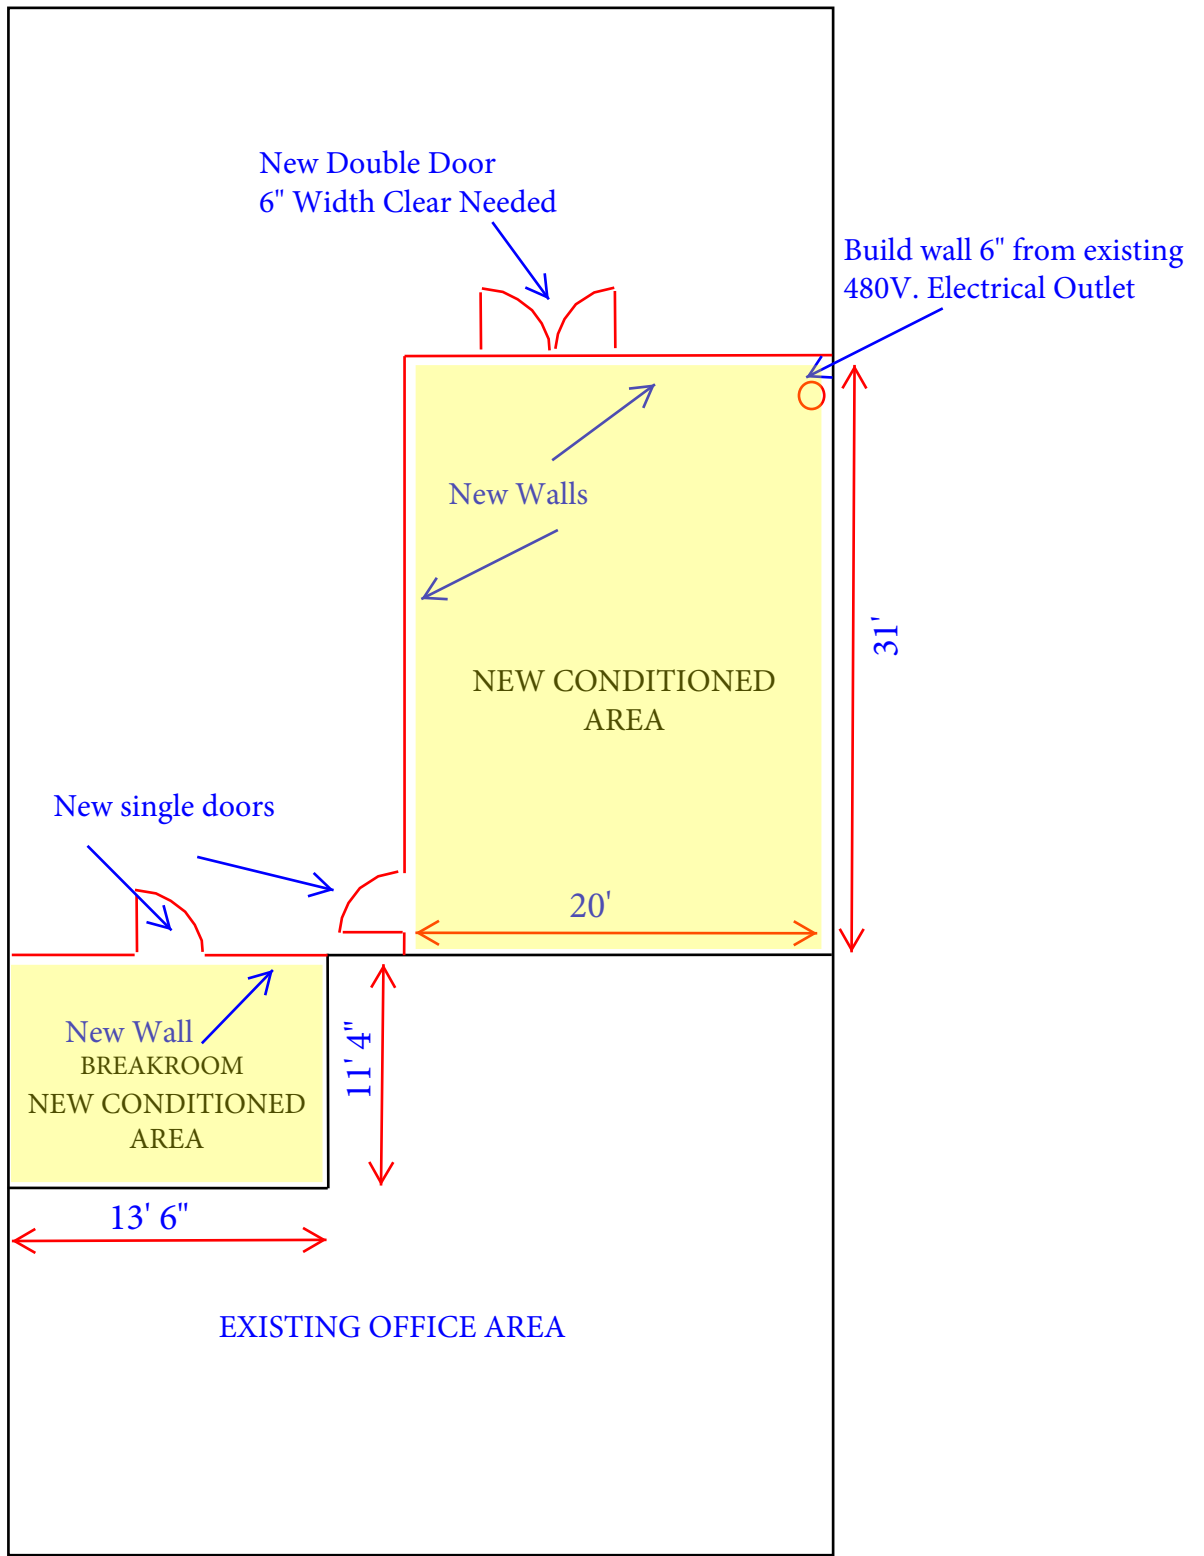 New Double Door
6" Width Clear Needed
Build wall 6" from existing
480V. Electrical Outlet
New Walls
31'
NEW CONDITIONED
AREA
New single doors
20'
New Wall
BREAKROOM
NEW CONDITIONED
AREA
11' 4"
13' 6"
EXISTING OFFICE AREA